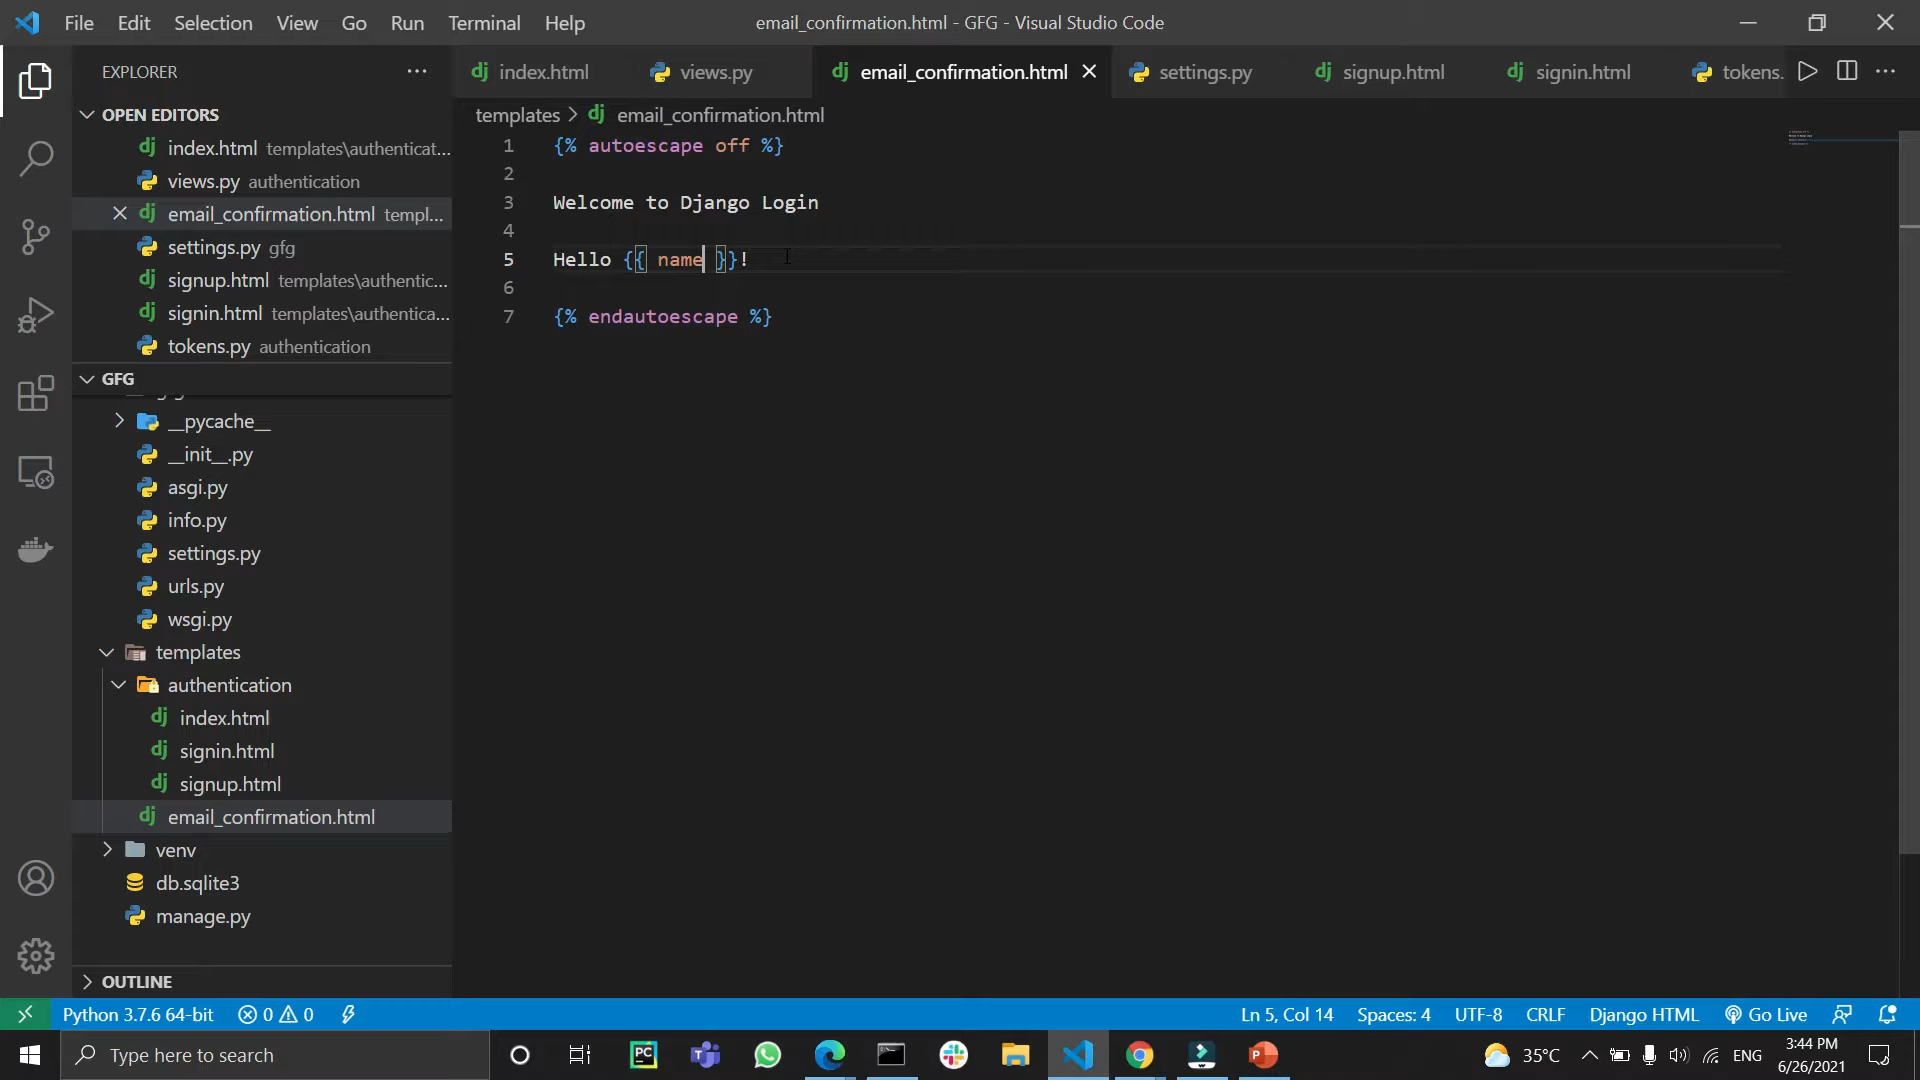 File Edit Selection View Go Run Terminal Help
email_confirmation.html - GFG - Visual Studio Code
EXPLORER
OPEN EDITORS
index.html templates\authenticat...
views.py authentication
email_confirmation.html templ...
settings.py gfg
signup.html templates\authentic...
signin.html templates\authentica...
tokens.py authentication
GFG
__pycache__
__init__.py
asgi.py
info.py
settings.py
urls.py
wsgi.py
templates
authentication
index.html
signin.html
signup.html
email_confirmation.html
venv
db.sqlite3
manage.py
OUTLINE
index.html views.py email_confirmation.html settings.py signup.html signin.html tokens.
templates > email_confirmation.html
1 {% autoescape off %}
2
3 Welcome to Django Login
4
5 Hello {{ name }}!
6
7 {% endautoescape %}
Python 3.7.6 64-bit 0 0
Ln 5, Col 14 Spaces: 4 UTF-8 CRLF Django HTML Go Live
Type here to search
PC
35°C ENG
3:44 PM
6/26/2021